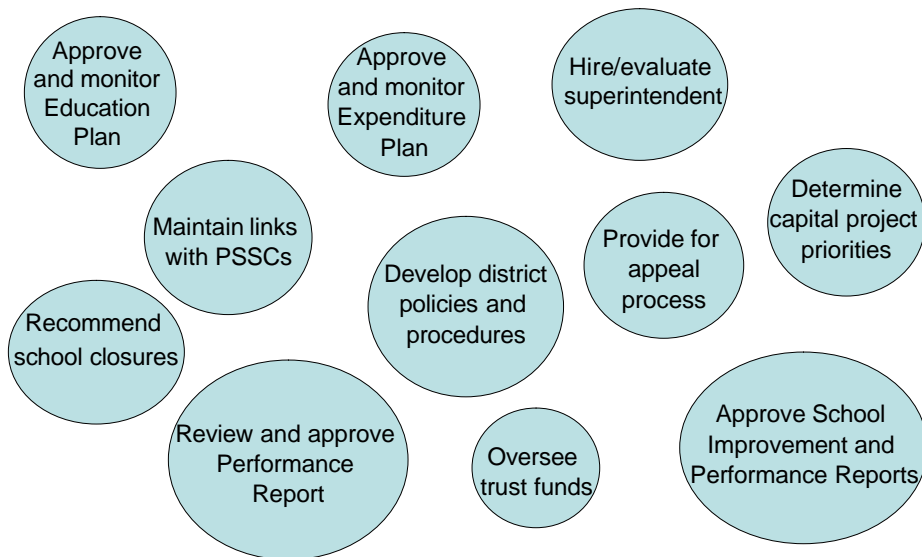 Approve
and monitor
Education
Plan
Approve
and monitor
Expenditure
Plan
Hire/evaluate
superintendent
Maintain links
with PSSCs
Develop district
policies and
procedures
Provide for
appeal
process
Determine
capital project
priorities
Recommend
school closures
Review and approve
Performance
Report
Oversee
trust funds
Approve School
Improvement and
Performance Reports